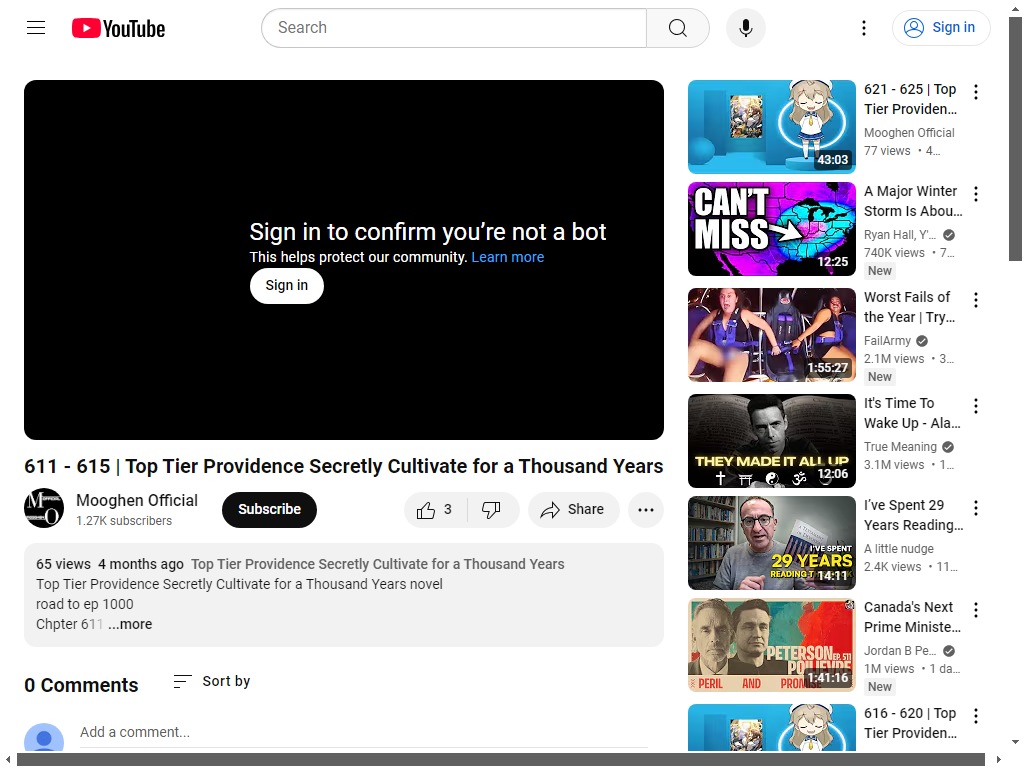 YouTube
Search
Sign in
Sign in to confirm you’re not a bot
This helps protect our community. Learn more
Sign in
611 - 615 | Top Tier Providence Secretly Cultivate for a Thousand Years
Mooghen Official
1.27K subscribers
Subscribe
3
Share
65 views 4 months ago Top Tier Providence Secretly Cultivate for a Thousand Years
Top Tier Providence Secretly Cultivate for a Thousand Years novel
road to ep 1000
Chpter 611 ...more
0 Comments
Sort by
Add a comment...
43:03
621 - 625 | Top
Tier Providen...
Mooghen Official
77 views • 4...
CAN'T
MISS
12:25
A Major Winter
Storm Is Abou...
Ryan Hall, Y'...
740K views • 7...
New
1:55:27
Worst Fails of
the Year | Try...
FailArmy
2.1M views • 3...
New
THEY MADE IT ALL UP
12:06
It's Time To
Wake Up - Ala...
True Meaning
3.1M views • 1...
I'VE SPENT
29 YEARS
READING
14:11
I’ve Spent 29
Years Reading...
A little nudge
2.4K views • 11...
PETERSON
EP. 511
POILIEVRE
PERIL AND
1:41:16
Canada's Next
Prime Ministe...
Jordan B Pe...
1M views • 1 da...
New
616 - 620 | Top
Tier Providen...